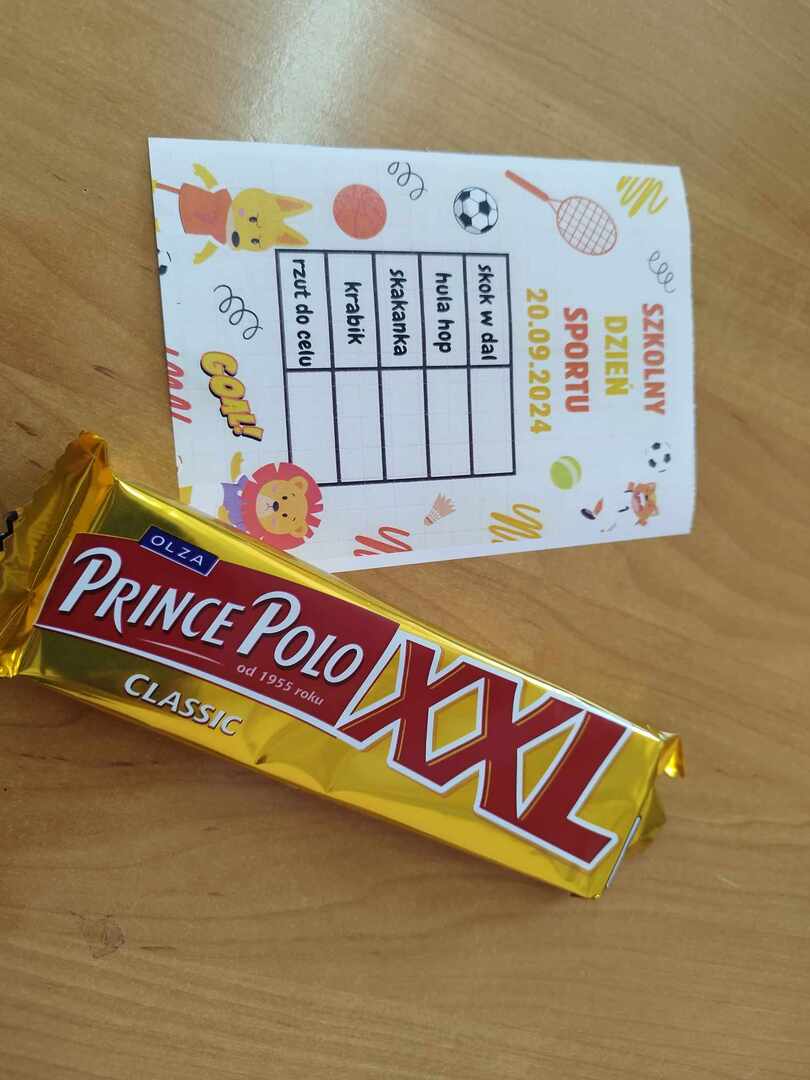 SZKOLNY
DZIEŃ
SPORTU
20.09.2024
skok w dal
hula hop
skakanka
krabik
rzut do celu
GOAL!
OLZA
PRINCE POLO
XXL
od 1955 roku
CLASSIC